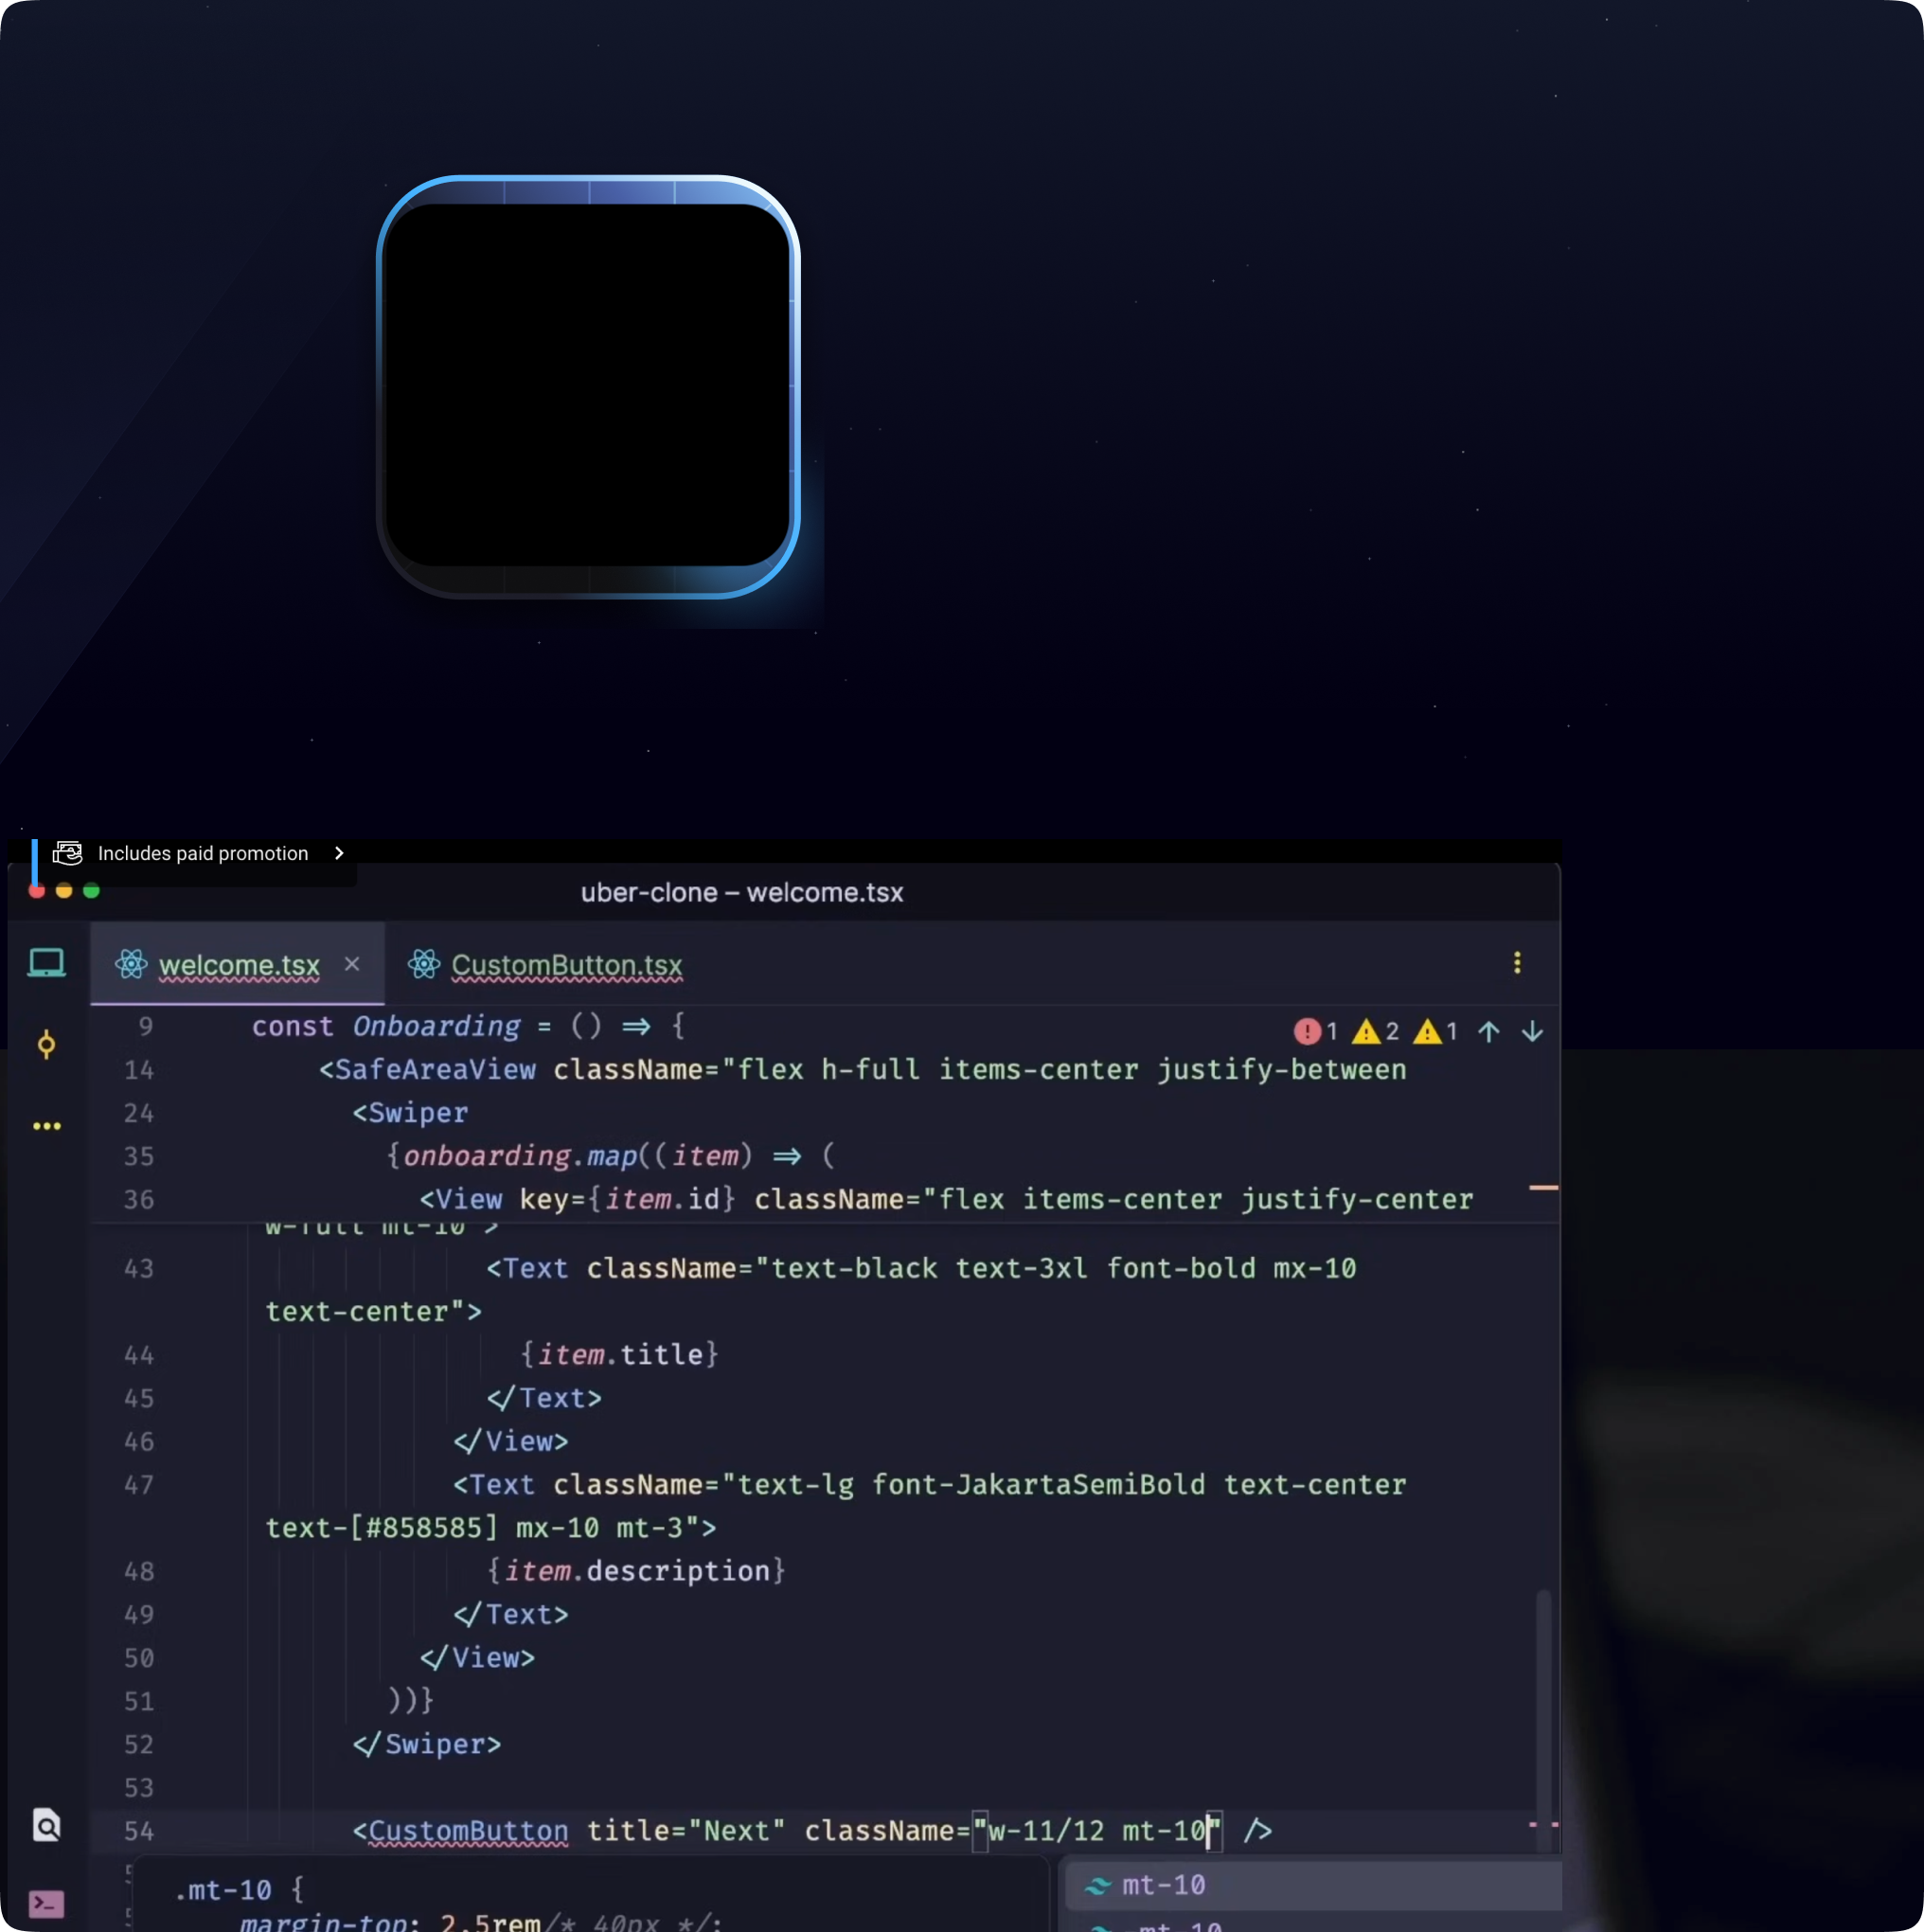 Includes paid promotion
uber-clone – welcome.tsx
welcome.tsx
CustomButton.tsx
9 const Onboarding = () => {
1 2 1
14 <SafeAreaView className="flex h-full items-center justify-between
24 <Swiper
35 {onboarding.map((item) => (
36 <View key={item.id} className="flex items-center justify-center
w-full mt-10">
43 <Text className="text-black text-3xl font-bold mx-10
text-center">
44 {item.title}
45 </Text>
46 </View>
47 <Text className="text-lg font-JakartaSemiBold text-center
text-[#858585] mx-10 mt-3">
48 {item.description}
49 </Text>
50 </View>
51 ))}
52 </Swiper>
53
54 <CustomButton title="Next" className="w-11/12 mt-10" />
.mt-10 {
margin-top: 2.5rem/* 40px */;
mt-10
-mt-10